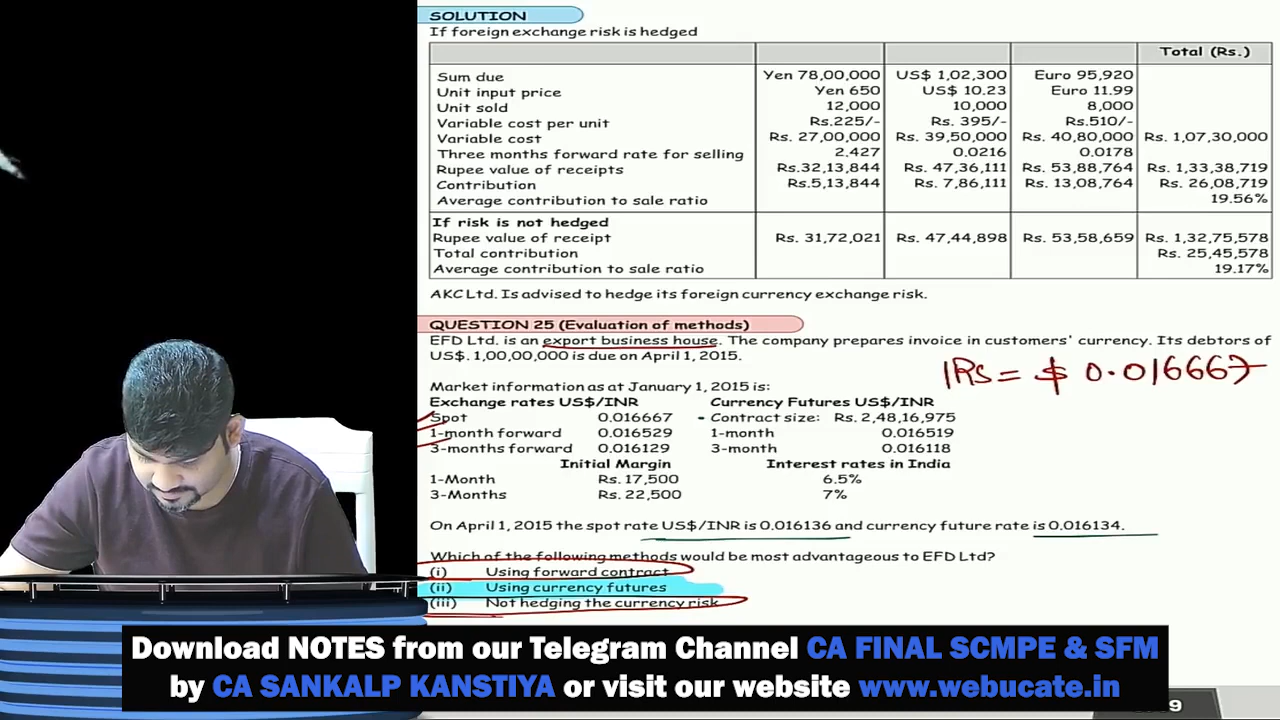 SOLUTION
If foreign exchange risk is hedged
Total (Rs.)
Sum due Yen 78,00,000 US$ 1,02,300 Euro 95,920
Unit input price Yen 650 US$ 10.23 Euro 11.99
Unit sold 12,000 10,000 8,000
Variable cost per unit Rs.225/- Rs. 395/- Rs.510/-
Variable cost Rs. 27,00,000 Rs. 39,50,000 Rs. 40,80,000 Rs. 1,07,30,000
Three months forward rate for selling 2.427 0.0216 0.0178
Rupee value of receipts Rs.32,13,844 Rs. 47,36,111 Rs. 53,88,764 Rs. 1,33,38,719
Contribution Rs.5,13,844 Rs. 7,86,111 Rs. 13,08,764 Rs. 26,08,719
Average contribution to sale ratio 19.56%
If risk is not hedged
Rupee value of receipt Rs. 31,72,021 Rs. 47,44,898 Rs. 53,58,659 Rs. 1,32,75,578
Total contribution Rs. 25,45,578
Average contribution to sale ratio 19.17%
AKC Ltd. Is advised to hedge its foreign currency exchange risk.
QUESTION 25 (Evaluation of methods)
EFD Ltd. is an export business house. The company prepares invoice in customers' currency. Its debtors of
US$. 1,00,00,000 is due on April 1, 2015.
1Rs = $ 0.016667
Market information as at January 1, 2015 is:
Exchange rates US$/INR Currency Futures US$/INR
Spot 0.016667 Contract size: Rs. 2,48,16,975
1-month forward 0.016529 1-month 0.016519
3-months forward 0.016129 3-month 0.016118
Initial Margin Interest rates in India
1-Month Rs. 17,500 6.5%
3-Months Rs. 22,500 7%
On April 1, 2015 the spot rate US$/INR is 0.016136 and currency future rate is 0.016134.
Which of the following methods would be most advantageous to EFD Ltd?
(i) Using forward contract
(ii) Using currency futures
(iii) Not hedging the currency risk
Download NOTES from our Telegram Channel CA FINAL SCMPE & SFM
by CA SANKALP KANSTIYA or visit our website www.webucate.in